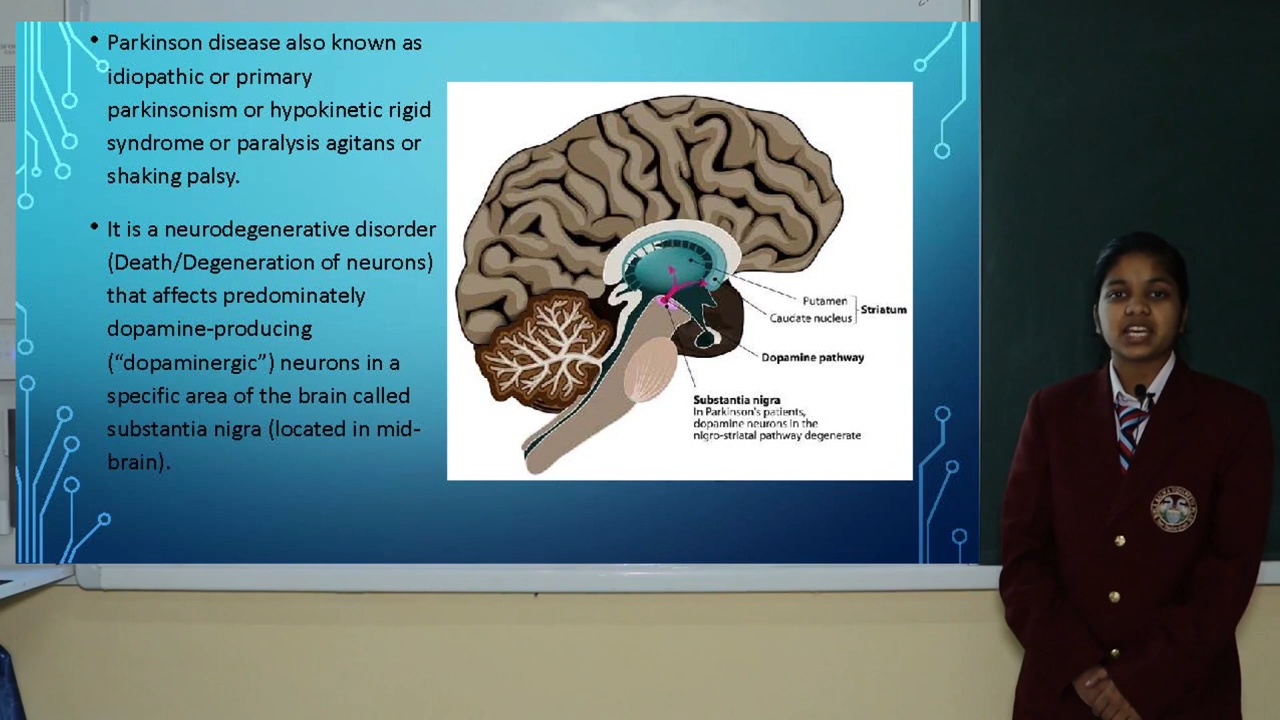 • Parkinson disease also known as
idiopathic or primary
parkinsonism or hypokinetic rigid
syndrome or paralysis agitans or
shaking palsy.
• It is a neurodegenerative disorder
(Death/Degeneration of neurons)
that affects predominately
dopamine-producing
(“dopaminergic”) neurons in a
specific area of the brain called
substantia nigra (located in mid-
brain).
Putamen
Caudate nucleus
Striatum
Dopamine pathway
Substantia nigra
In Parkinson's patients,
dopamine neurons in the
nigro-striatal pathway degenerate